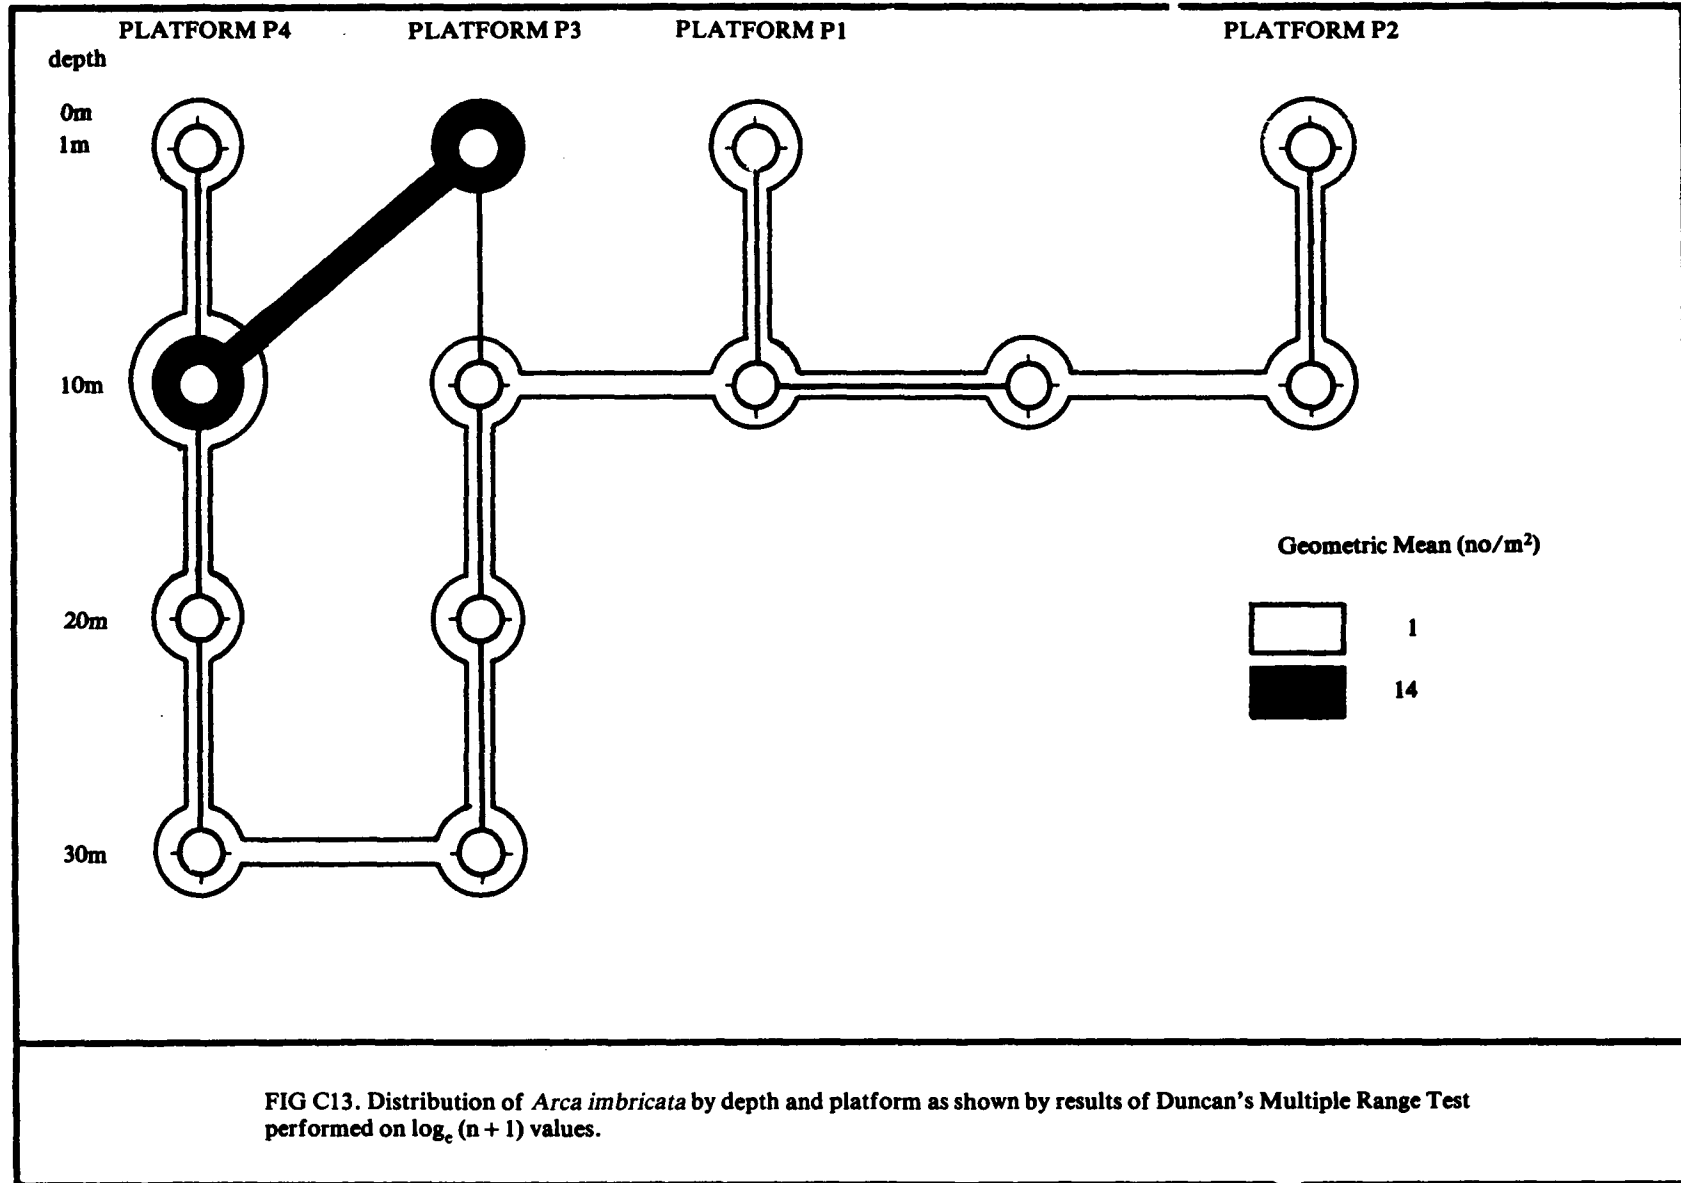 PLATFORM P4 PLATFORM P3 PLATFORM P1 PLATFORM P2
depth
0m
1m
10m
20m
30m
Geometric Mean (no/m²)
1
14
FIG C13. Distribution of Arca imbricata by depth and platform as shown by results of Duncan's Multiple Range Test
performed on logₑ (n + 1) values.